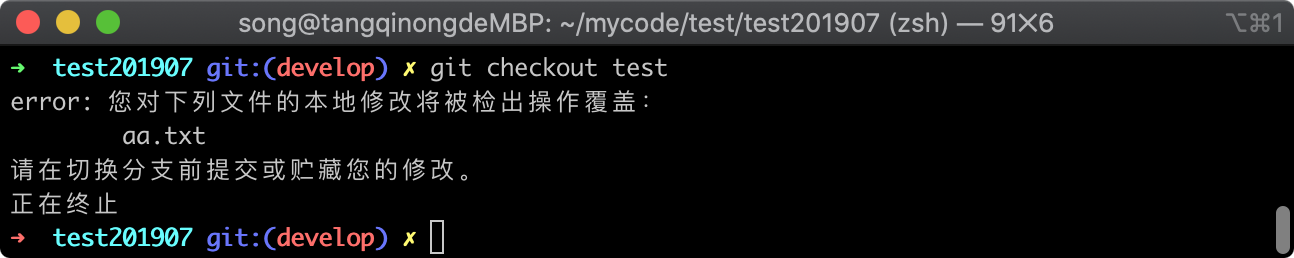 song@tangqinongdeMBP: ~/mycode/test/test201907 (zsh) — 91×6 ⌥⌘1
➜ test201907 git:(develop) ✗ git checkout test
error: 您对下列文件的本地修改将被检出操作覆盖：
aa.txt
请在切换分支前提交或贮藏您的修改。
正在终止
➜ test201907 git:(develop) ✗